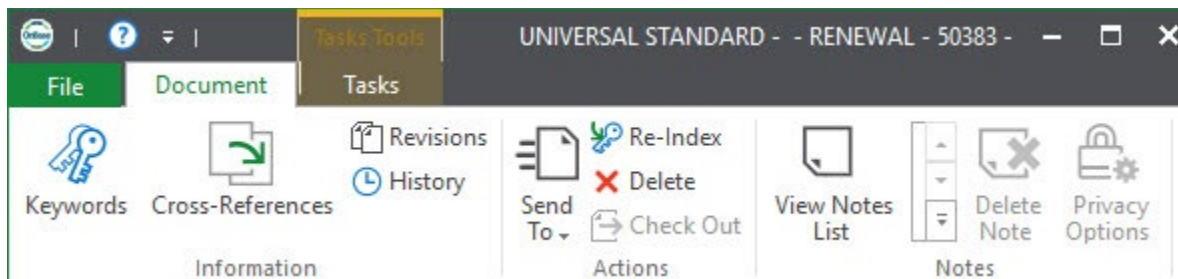 OnBase
Tasks Tools
UNIVERSAL STANDARD - - RENEWAL - 50383 -
File
Document
Tasks
Keywords
Cross-References
Revisions
History
Information
Send
To
Re-Index
Delete
Check Out
Actions
View Notes
List
Delete
Note
Privacy
Options
Notes